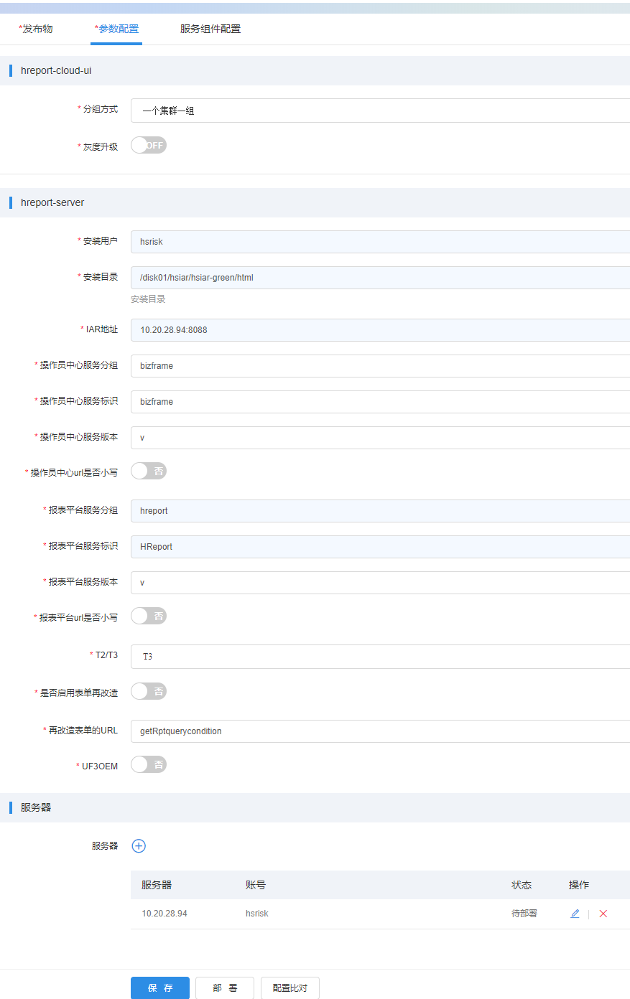 *发布物 *参数配置 服务组件配置
hreport-cloud-ui
* 分组方式 一个集群一组
* 灰度升级 OFF
hreport-server
* 安装用户 hsrisk
* 安装目录 /disk01/hsiar/hsiar-green/html
安装目录
* IAR地址 10.20.28.94:8088
* 操作员中心服务分组 bizframe
* 操作员中心服务标识 bizframe
* 操作员中心服务版本 v
* 操作员中心url是否小写 否
* 报表平台服务分组 hreport
* 报表平台服务标识 HReport
* 报表平台服务版本 v
* 报表平台url是否小写 否
* T2/T3 T3
* 是否启用表单再改造 否
* 再改造表单的URL getRptquerycondition
* UF3OEM 否
服务器
服务器
服务器 账号 状态 操作
10.20.28.94 hsrisk 待部署
保 存 部 署 配置比对